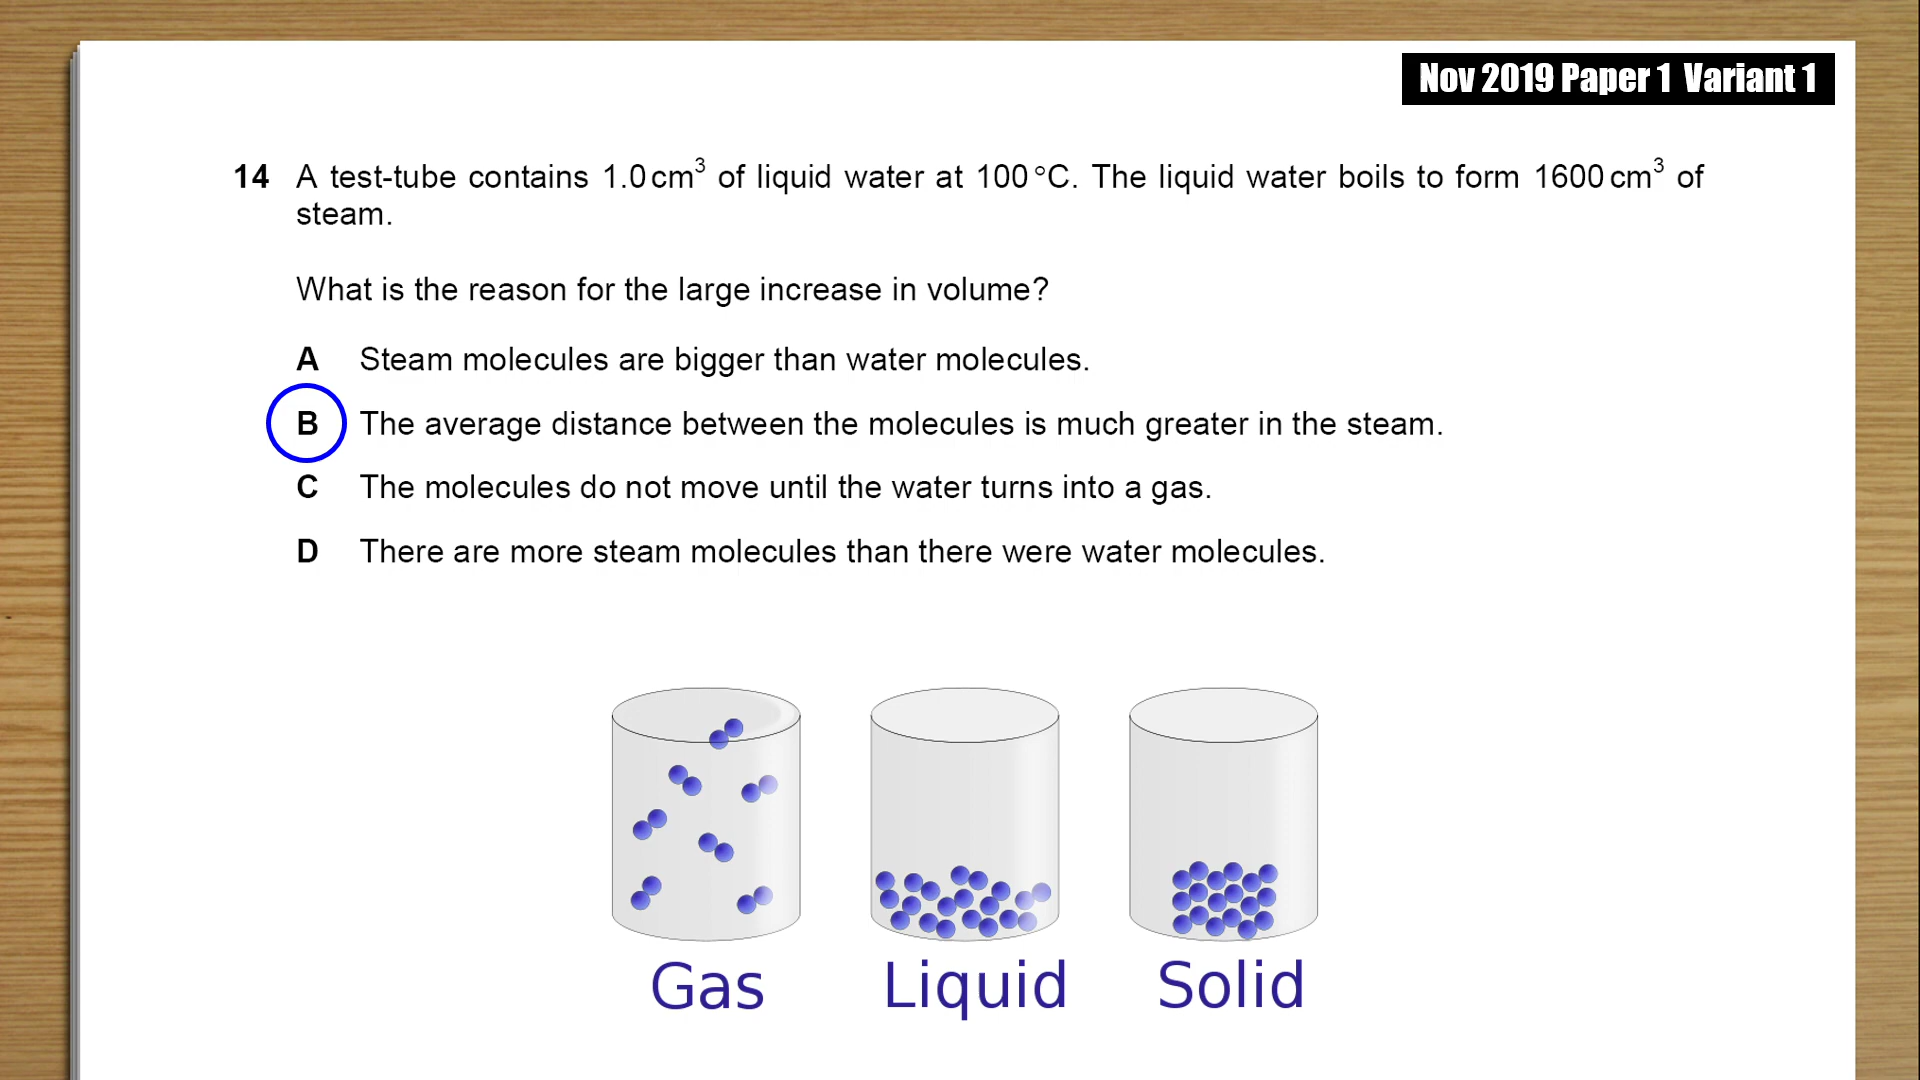 Nov 2019 Paper 1 Variant 1
14 A test-tube contains 1.0 cm³ of liquid water at 100 °C. The liquid water boils to form 1600 cm³ of
steam.
What is the reason for the large increase in volume?
A Steam molecules are bigger than water molecules.
B The average distance between the molecules is much greater in the steam.
C The molecules do not move until the water turns into a gas.
D There are more steam molecules than there were water molecules.
Gas Liquid Solid